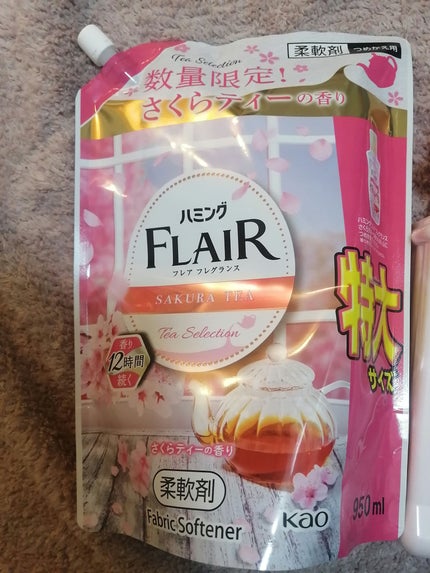 柔軟剤 つめかえ用
Tea Selection
数量限定!
さくらティーの香り
ハミング
FLAIR
フレア フレグランス
SAKURA TEA
Tea Selection
香り
12時間
続く
特大
サイズ
さくらティーの香り
柔軟剤
Fabric Softener
Kao
950ml